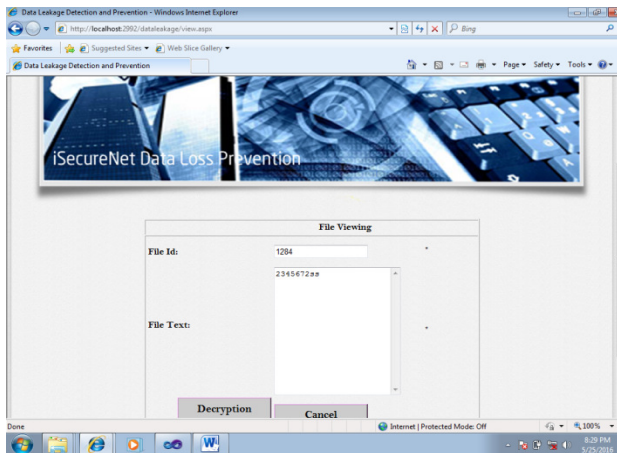 Data Leakage Detection and Prevention - Windows Internet Explorer
http://localhost:2992/dataleakage/view.aspx
Bing
Favorites
Suggested Sites
Web Slice Gallery
Data Leakage Detection and Prevention
Page
Safety
Tools
iSecureNet Data Loss Prevention
File Viewing
File Id:
1284
2345672ss
File Text:
Decryption
Cancel
Done
Internet | Protected Mode: Off
100%
8:29 PM
5/25/2016